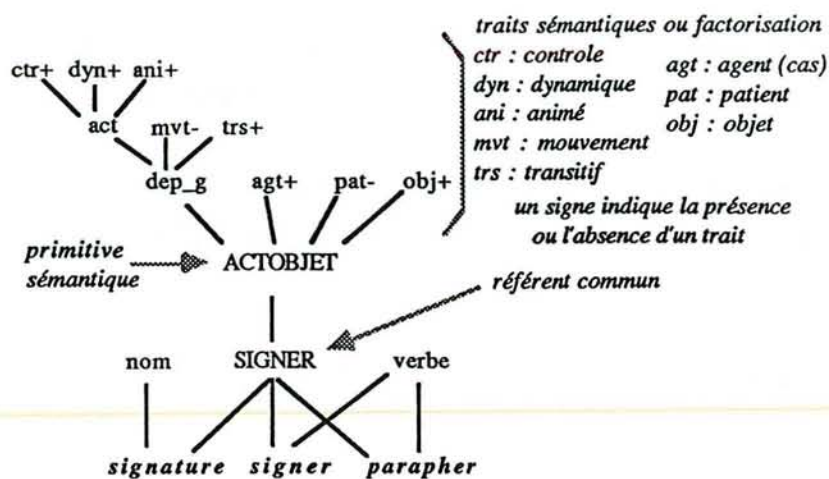 traits sémantiques ou factorisation
ctr+ dyn+ ani+
ctr : controle
agt : agent (cas)
dyn : dynamique
pat : patient
ani : animé
obj : objet
act mvt- trs+
mvt : mouvement
trs : transitif
dep_g agt+ pat- obj+
un signe indique la présence
ou l'absence d'un trait
primitive
sémantique
ACTOBJET
référent commun
nom SIGNER verbe
signature signer parapher